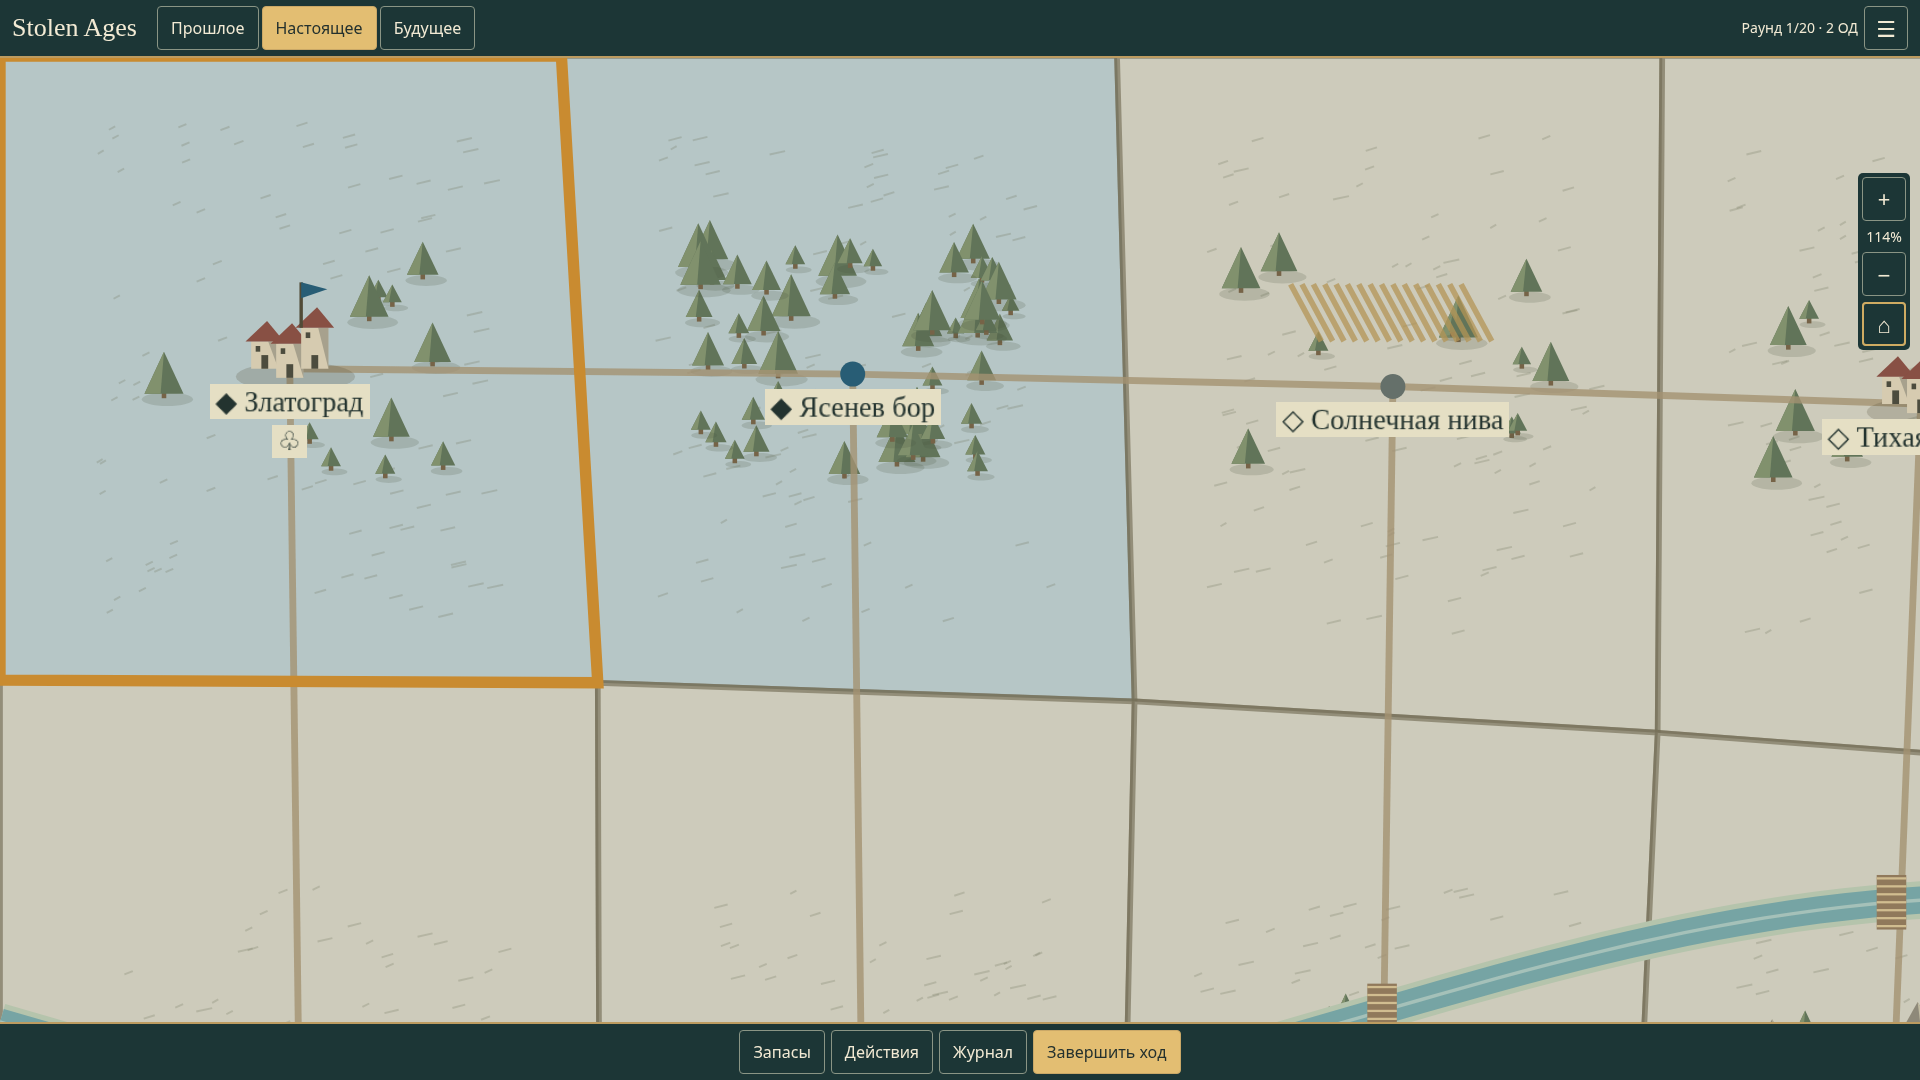 Stolen Ages
Прошлое
Настоящее
Будущее
Раунд 1/20 · 2 ОД
☰
+
114%
−
⌂
◆ Златоград
♧
◆ Ясенев бор
◇ Солнечная нива
◇ Тихая
Запасы
Действия
Журнал
Завершить ход